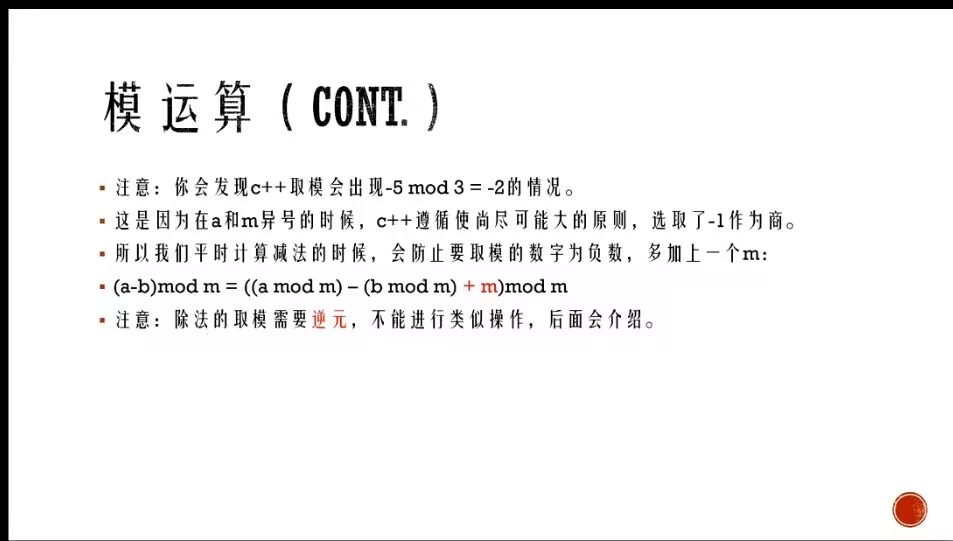 模运算（CONT.）
注意：你会发现c++取模会出现-5 mod 3 = -2的情况。
这是因为在a和m异号的时候，c++遵循使尚尽可能大的原则，选取了-1作为商。
所以我们平时计算减法的时候，会防止要取模的数字为负数，多加上一个m：
(a-b)mod m = ((a mod m) – (b mod m) + m)mod m
注意：除法的取模需要逆元，不能进行类似操作，后面会介绍。